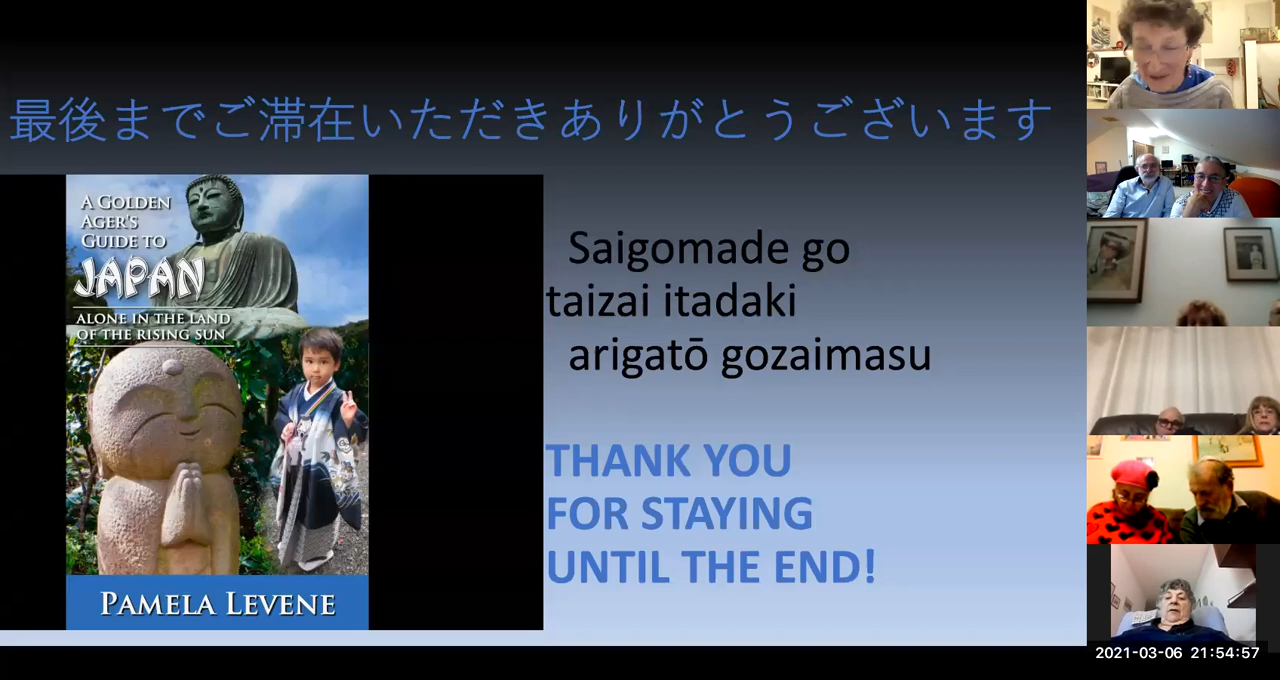 最後までご滞在いただきありがとうございます
A GOLDEN
AGER'S
GUIDE TO
JAPAN
ALONE IN THE LAND
OF THE RISING SUN
PAMELA LEVENE
Saigomade go
taizai itadaki
arigatō gozaimasu
THANK YOU
FOR STAYING
UNTIL THE END!
2021-03-06 21:54:57